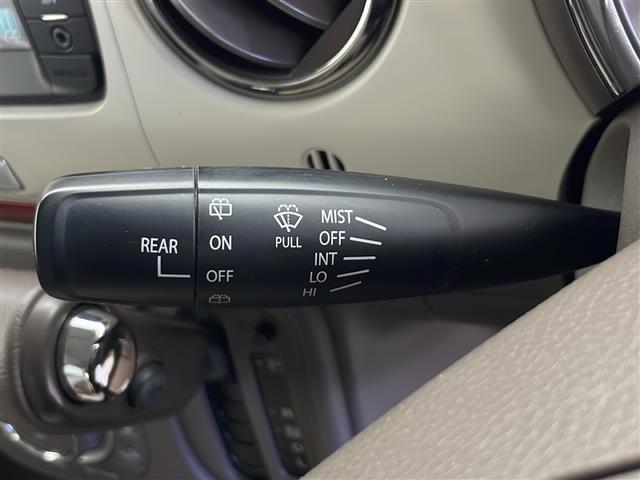 REAR
ON
OFF
PULL
MIST
OFF
INT
LO
HI